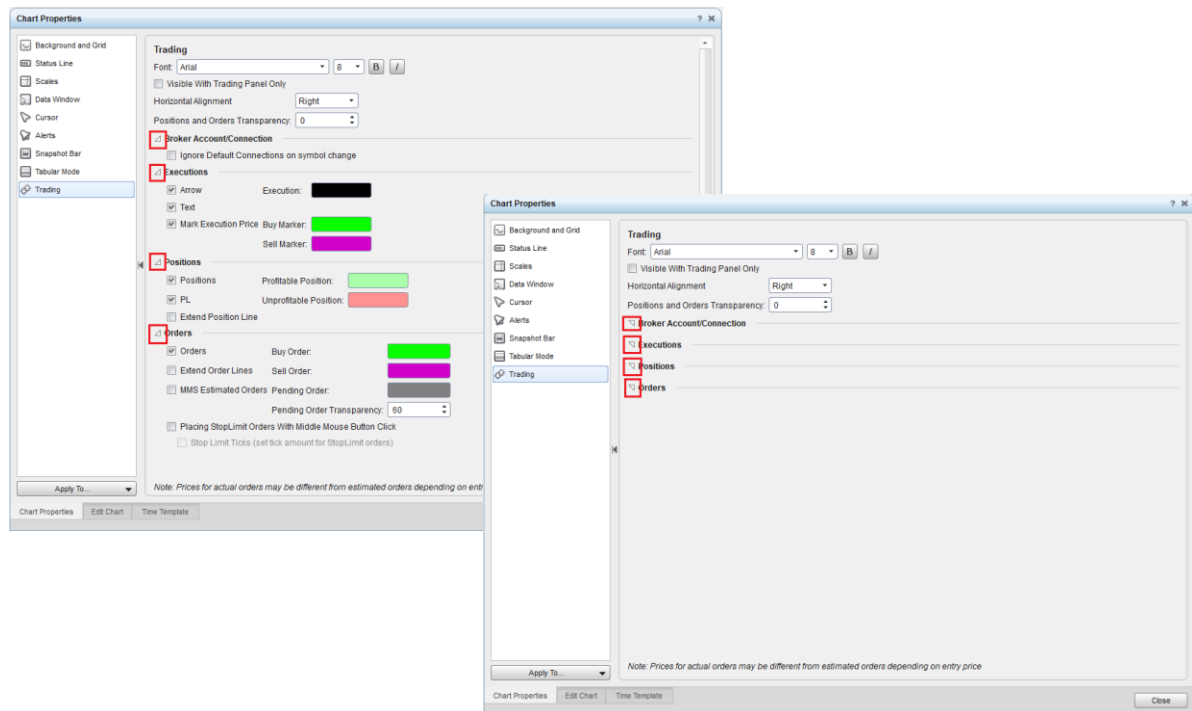 Chart Properties
?
Background and Grid
Status Line
Scales
Data Window
Cursor
Alerts
Snapshot Bar
Tabular Mode
Trading
Apply To...
Trading
Font: Arial 8 B I
Visible With Trading Panel Only
Horizontal Alignment Right
Positions and Orders Transparency: 0
Broker Account/Connection
Ignore Default Connections on symbol change
Executions
Arrow Execution:
Text
Mark Execution Price Buy Marker:
Sell Marker:
Positions
Positions Profitable Position:
PL Unprofitable Position:
Extend Position Line
Orders
Orders Buy Order:
Extend Order Lines Sell Order:
MMS Estimated Orders Pending Order:
Pending Order Transparency: 60
Placing StopLimit Orders With Middle Mouse Button Click
Stop Limit Ticks (set tick amount for StopLimit orders)
Note: Prices for actual orders may be different from estimated orders depending on entr
Chart Properties Edit Chart Time Template
Chart Properties
?
Background and Grid
Status Line
Scales
Data Window
Cursor
Alerts
Snapshot Bar
Tabular Mode
Trading
Apply To...
Trading
Font: Arial 8 B I
Visible With Trading Panel Only
Horizontal Alignment Right
Positions and Orders Transparency: 0
Broker Account/Connection
Executions
Positions
Orders
Note: Prices for actual orders may be different from estimated orders depending on entry price
Chart Properties Edit Chart Time Template
Close